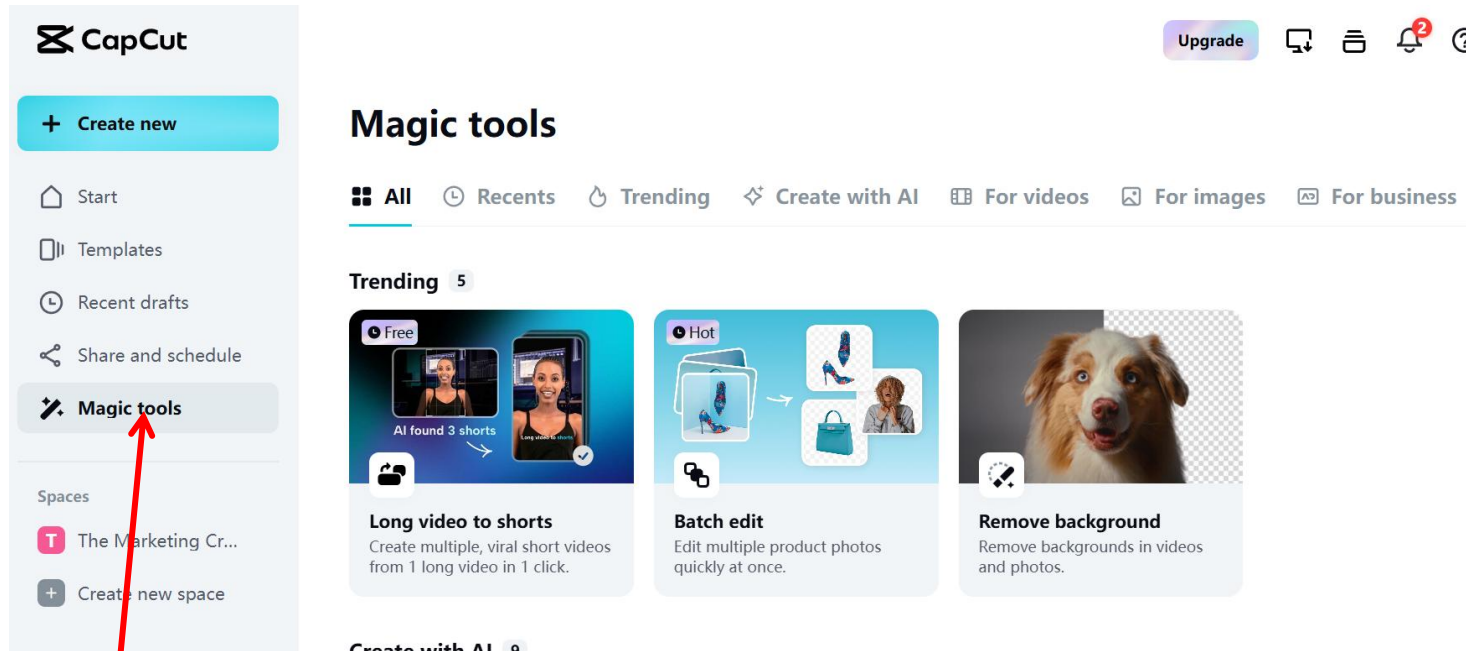 CapCut
Upgrade
2
Create new
Start
Templates
Recent drafts
Share and schedule
Magic tools
Spaces
T The Marketing Cr...
Create new space
Magic tools
All Recents Trending Create with AI For videos For images For business
Trending 5
Free
AI found 3 shorts
Long video to shorts
Long video to shorts
Create multiple, viral short videos
from 1 long video in 1 click.
Hot
Batch edit
Edit multiple product photos
quickly at once.
Remove background
Remove backgrounds in videos
and photos.
Create with AI 9